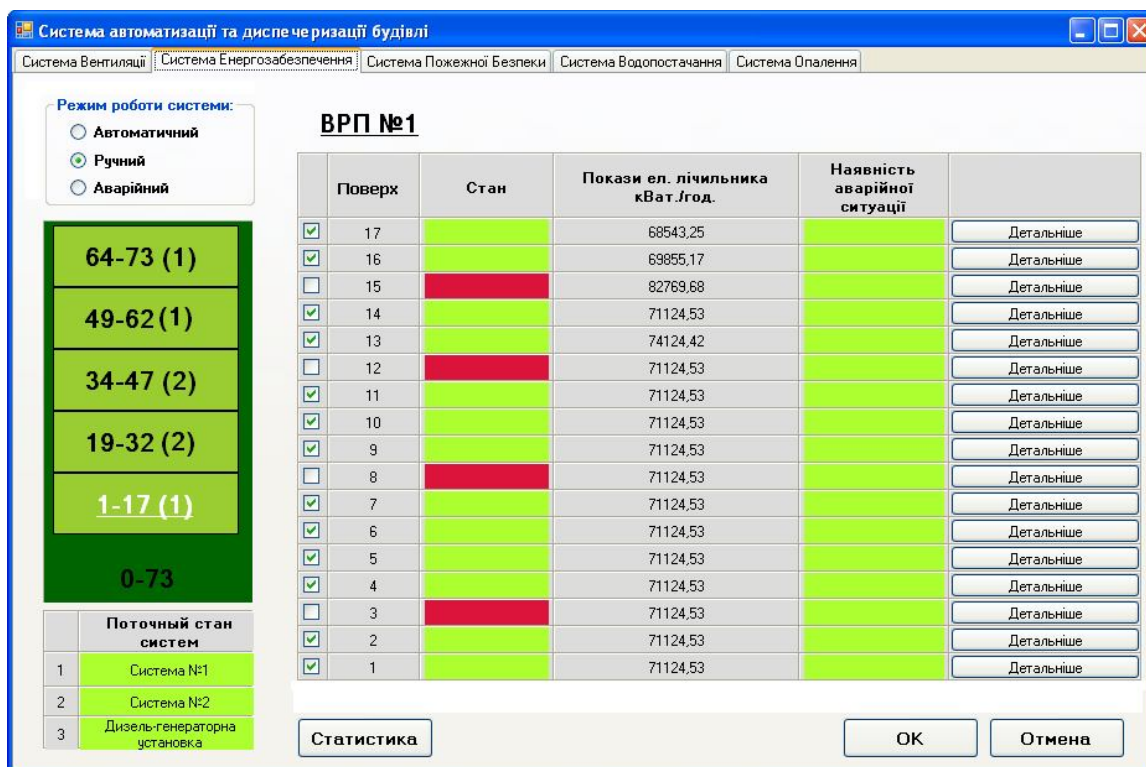 Система автоматизації та диспечеризації будівлі
Система Вентиляції Система Енергозабезпечення Система Пожежної Безпеки Система Водопостачання Система Опалення
Режим роботи системи:
Автоматичний
Ручний
Аварійний
64-73 (1)
49-62 (1)
34-47 (2)
19-32 (2)
1-17 (1)
0-73
Поточный стан
систем
1 Система №1
2 Система №2
3 Дизель-генераторна
установка
ВРП №1
Поверх Стан Покази ел. лічильника
кВат./год. Наявність
аварійної
ситуації
17 68543,25 Детальніше
16 69855,17 Детальніше
15 82769,68 Детальніше
14 71124,53 Детальніше
13 74124,42 Детальніше
12 71124,53 Детальніше
11 71124,53 Детальніше
10 71124,53 Детальніше
9 71124,53 Детальніше
8 71124,53 Детальніше
7 71124,53 Детальніше
6 71124,53 Детальніше
5 71124,53 Детальніше
4 71124,53 Детальніше
3 71124,53 Детальніше
2 71124,53 Детальніше
1 71124,53 Детальніше
Статистика OK Отмена